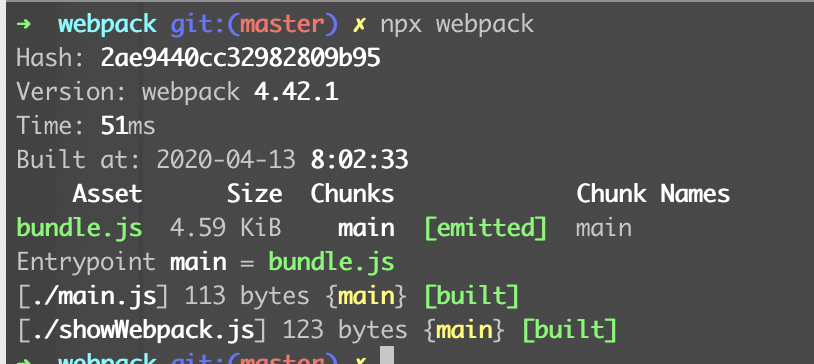 ➜ webpack git:(master) ✗ npx webpack
Hash: 2ae9440cc32982809b95
Version: webpack 4.42.1
Time: 51ms
Built at: 2020-04-13 8:02:33
Asset Size Chunks Chunk Names
bundle.js 4.59 KiB main [emitted] main
Entrypoint main = bundle.js
[./main.js] 113 bytes {main} [built]
[./showWebpack.js] 123 bytes {main} [built]
➜ webpack git:(master) ✗